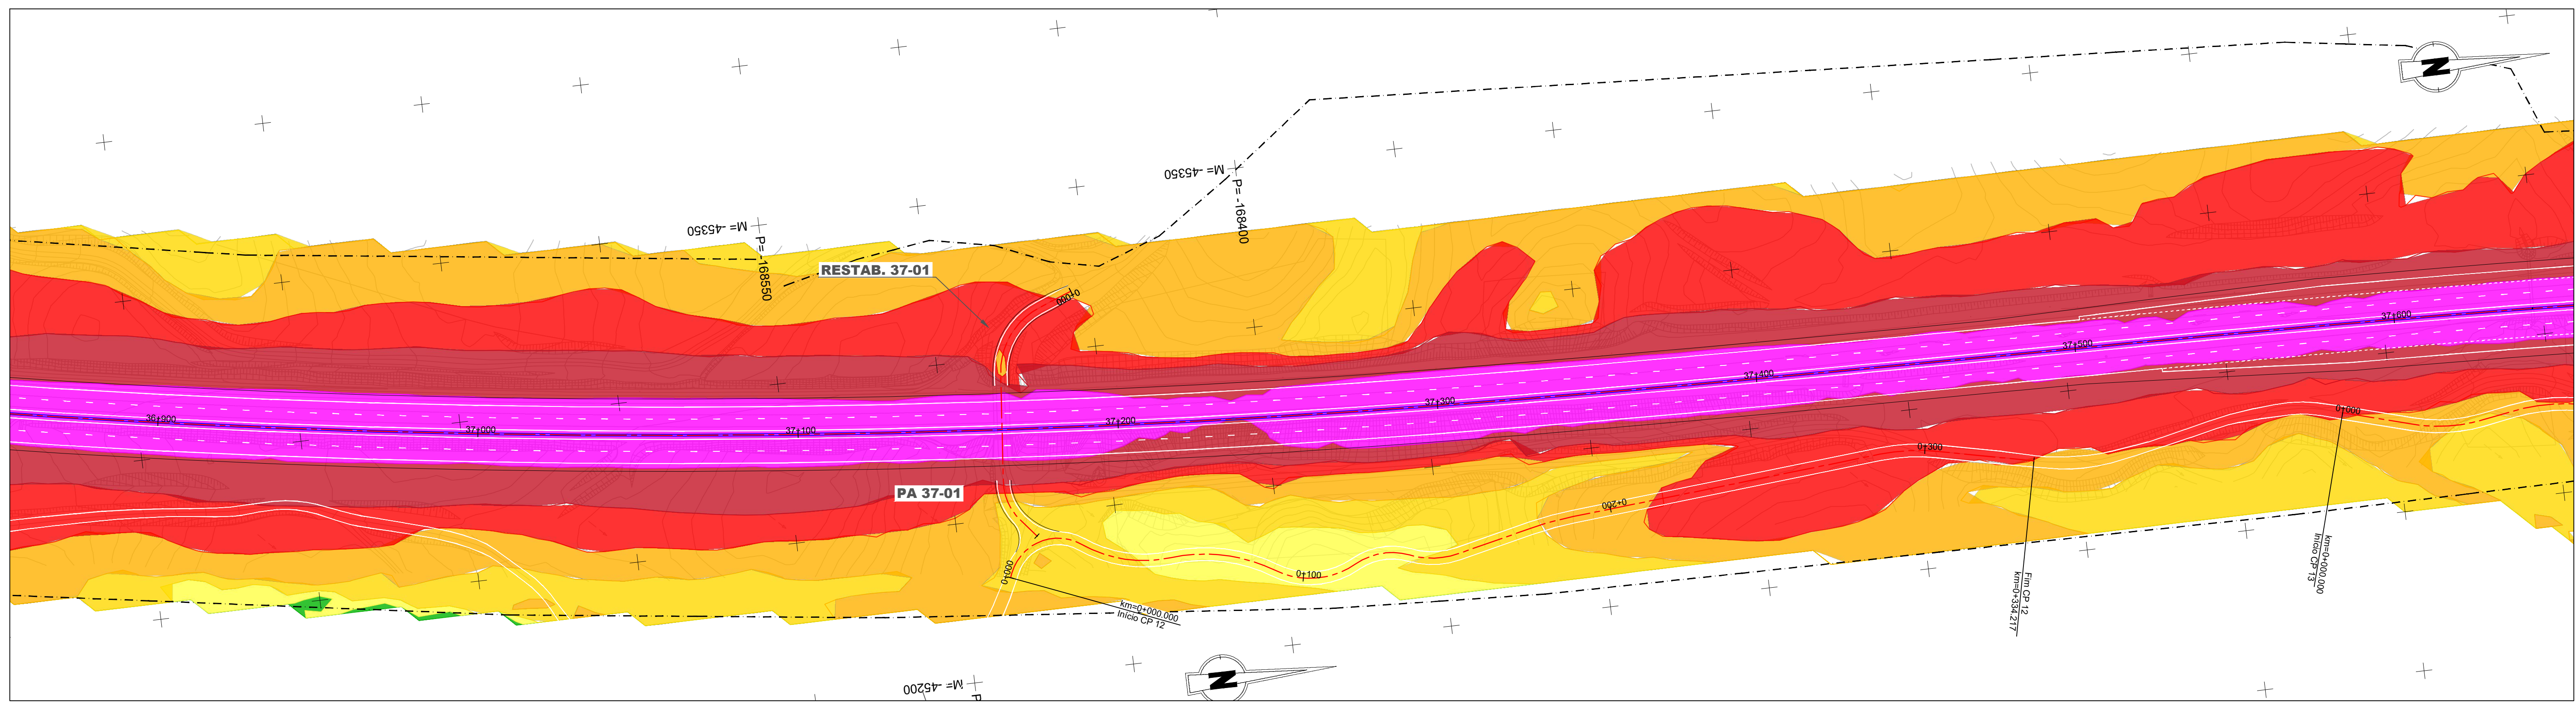 N
M= -45350
P= -168400
M= -45350
P= -168550
RESTAB. 37-01
0+000
36+900
37+000
37+100
37+200
37+300
37+400
37+500
37+600
PA 37-01
0+000
km=0+000.000
Início CP 12
0+100
0+200
0+300
Fim CP 12
km=0+334.217
0+000
km=0+000.000
Início CP 13
M= -45200
P
N